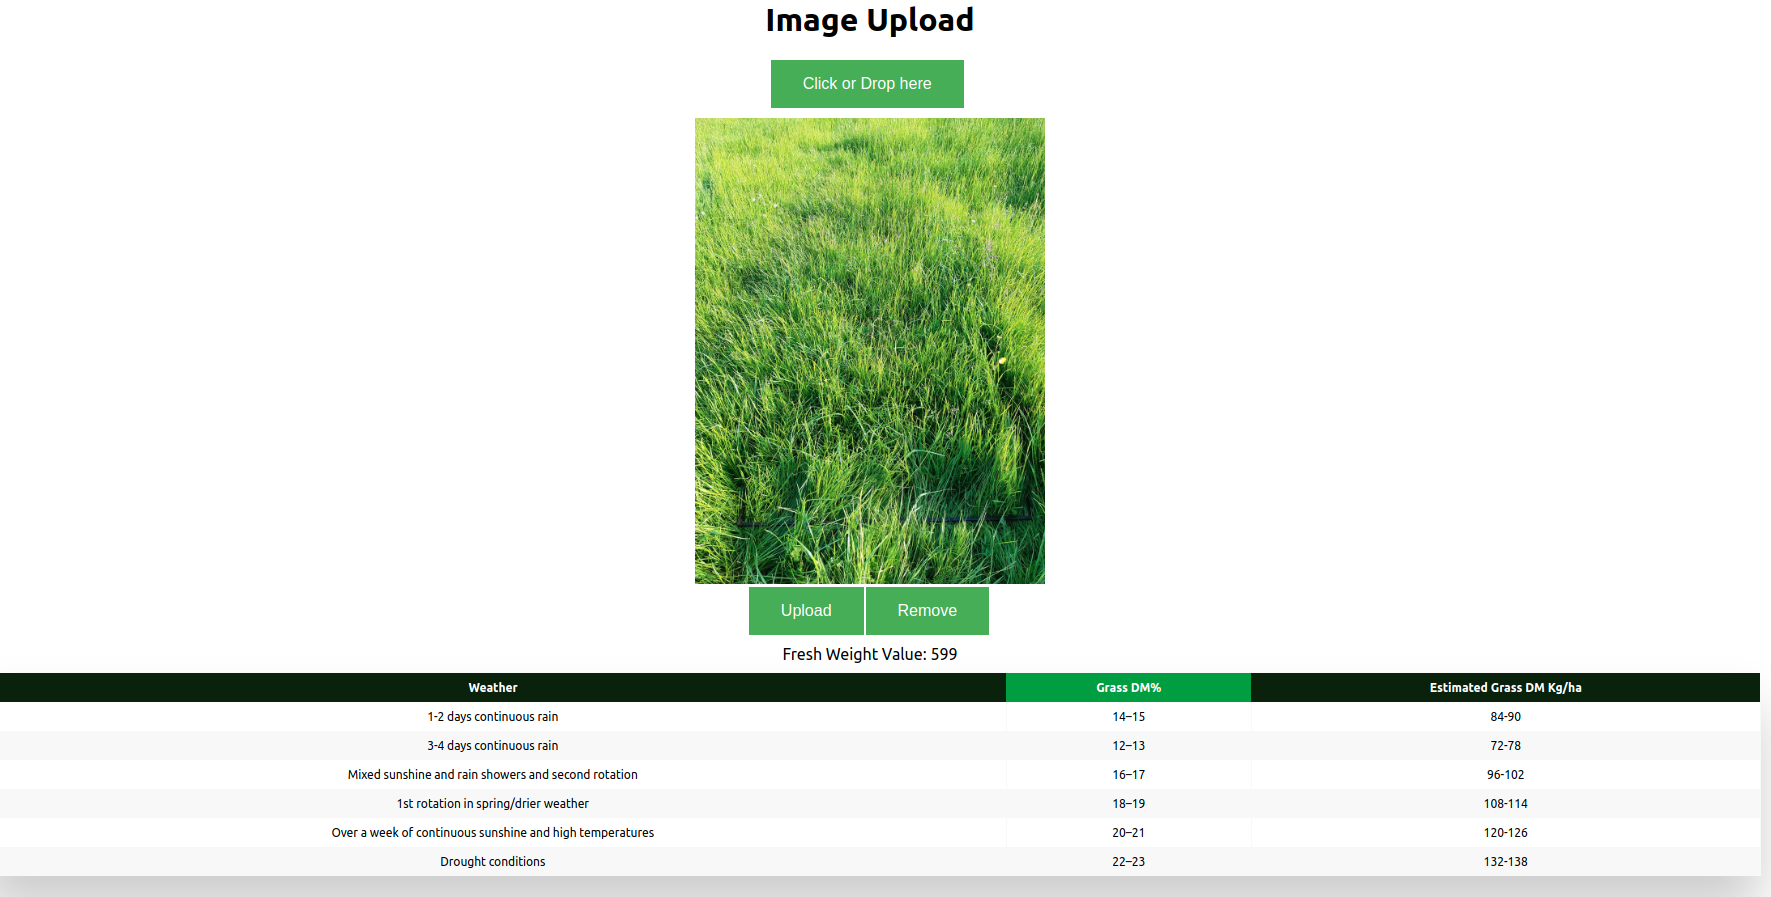 Image Upload
Click or Drop here
Upload Remove
Fresh Weight Value: 599
Weather Grass DM% Estimated Grass DM Kg/ha
1-2 days continuous rain 14–15 84-90
3-4 days continuous rain 12–13 72-78
Mixed sunshine and rain showers and second rotation 16–17 96-102
1st rotation in spring/drier weather 18–19 108-114
Over a week of continuous sunshine and high temperatures 20–21 120-126
Drought conditions 22–23 132-138